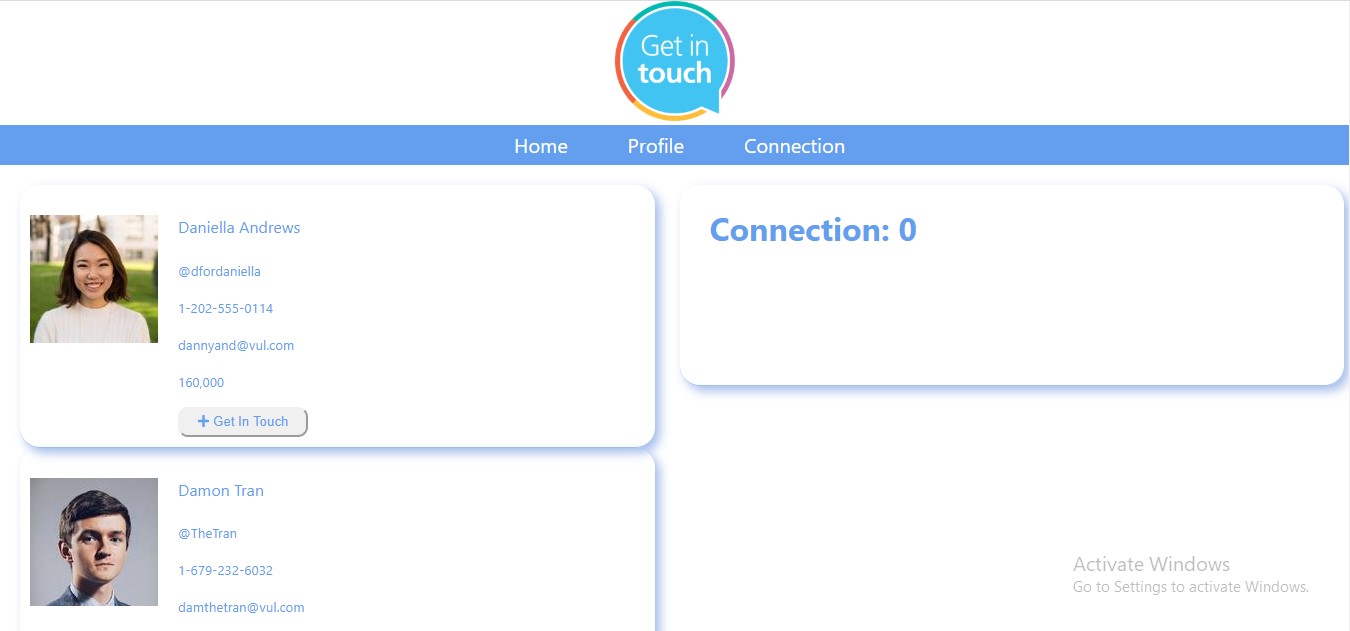 Get in
touch
Home Profile Connection
Daniella Andrews
@dfordaniella
1-202-555-0114
dannyand@vul.com
160,000
+ Get In Touch
Damon Tran
@TheTran
1-679-232-6032
damthetran@vul.com
Connection: 0
Activate Windows
Go to Settings to activate Windows.